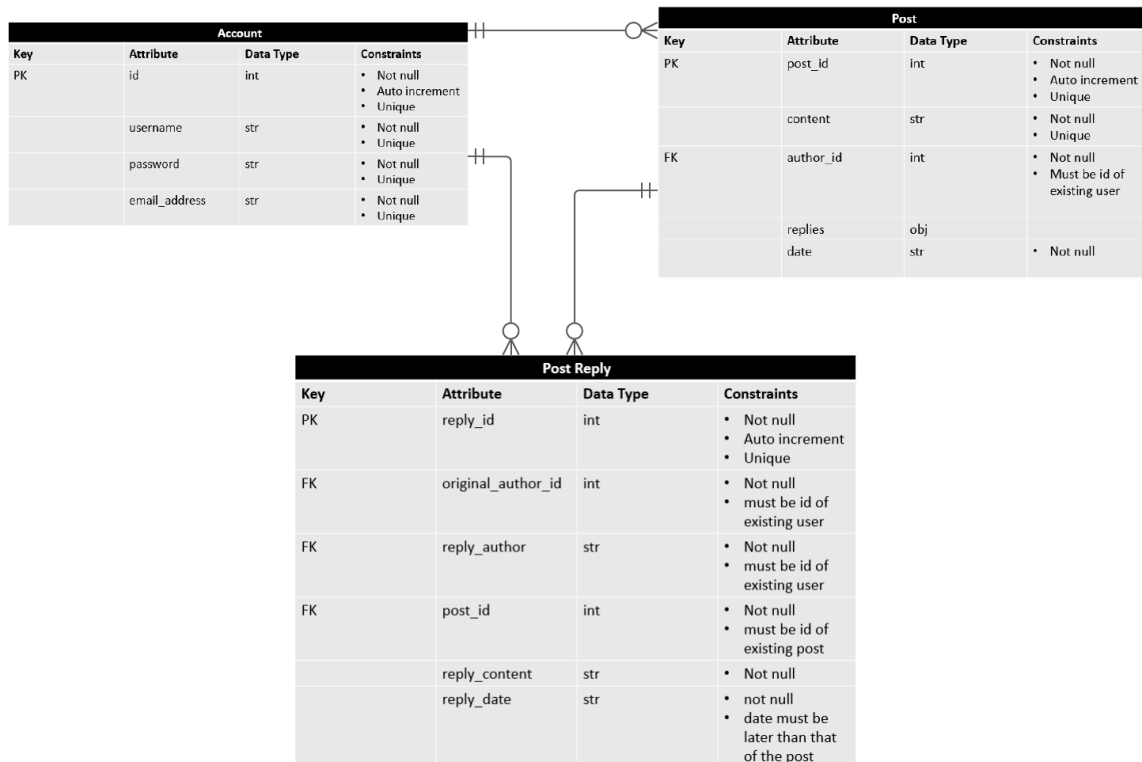 Account
Key Attribute Data Type Constraints
PK id int • Not null
• Auto increment
• Unique
username str • Not null
• Unique
password str • Not null
• Unique
email_address str • Not null
• Unique
Post
Key Attribute Data Type Constraints
PK post_id int • Not null
• Auto increment
• Unique
content str • Not null
• Unique
FK author_id int • Not null
• Must be id of
existing user
replies obj
date str • Not null
Post Reply
Key Attribute Data Type Constraints
PK reply_id int • Not null
• Auto increment
• Unique
FK original_author_id int • Not null
• must be id of
existing user
FK reply_author str • Not null
• must be id of
existing user
FK post_id int • Not null
• must be id of
existing post
reply_content str • Not null
reply_date str • not null
• date must be
later than that
of the post